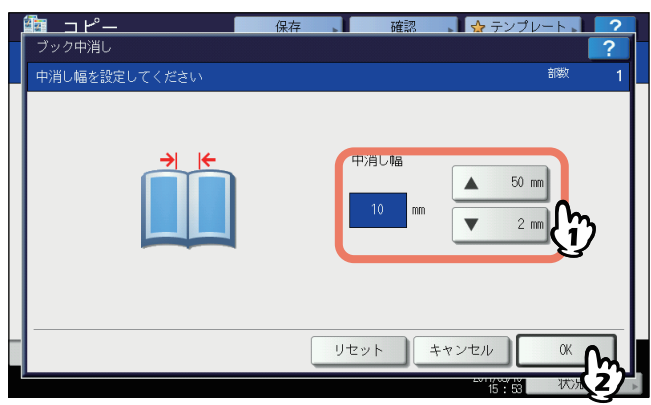 コピー
保存
確認
テンプレート
?
ブック中消し
?
中消し幅を設定してください
部数 1
中消し幅
10 mm
▲ 50 mm
▼ 2 mm
1
リセット
キャンセル
OK
2
15:53